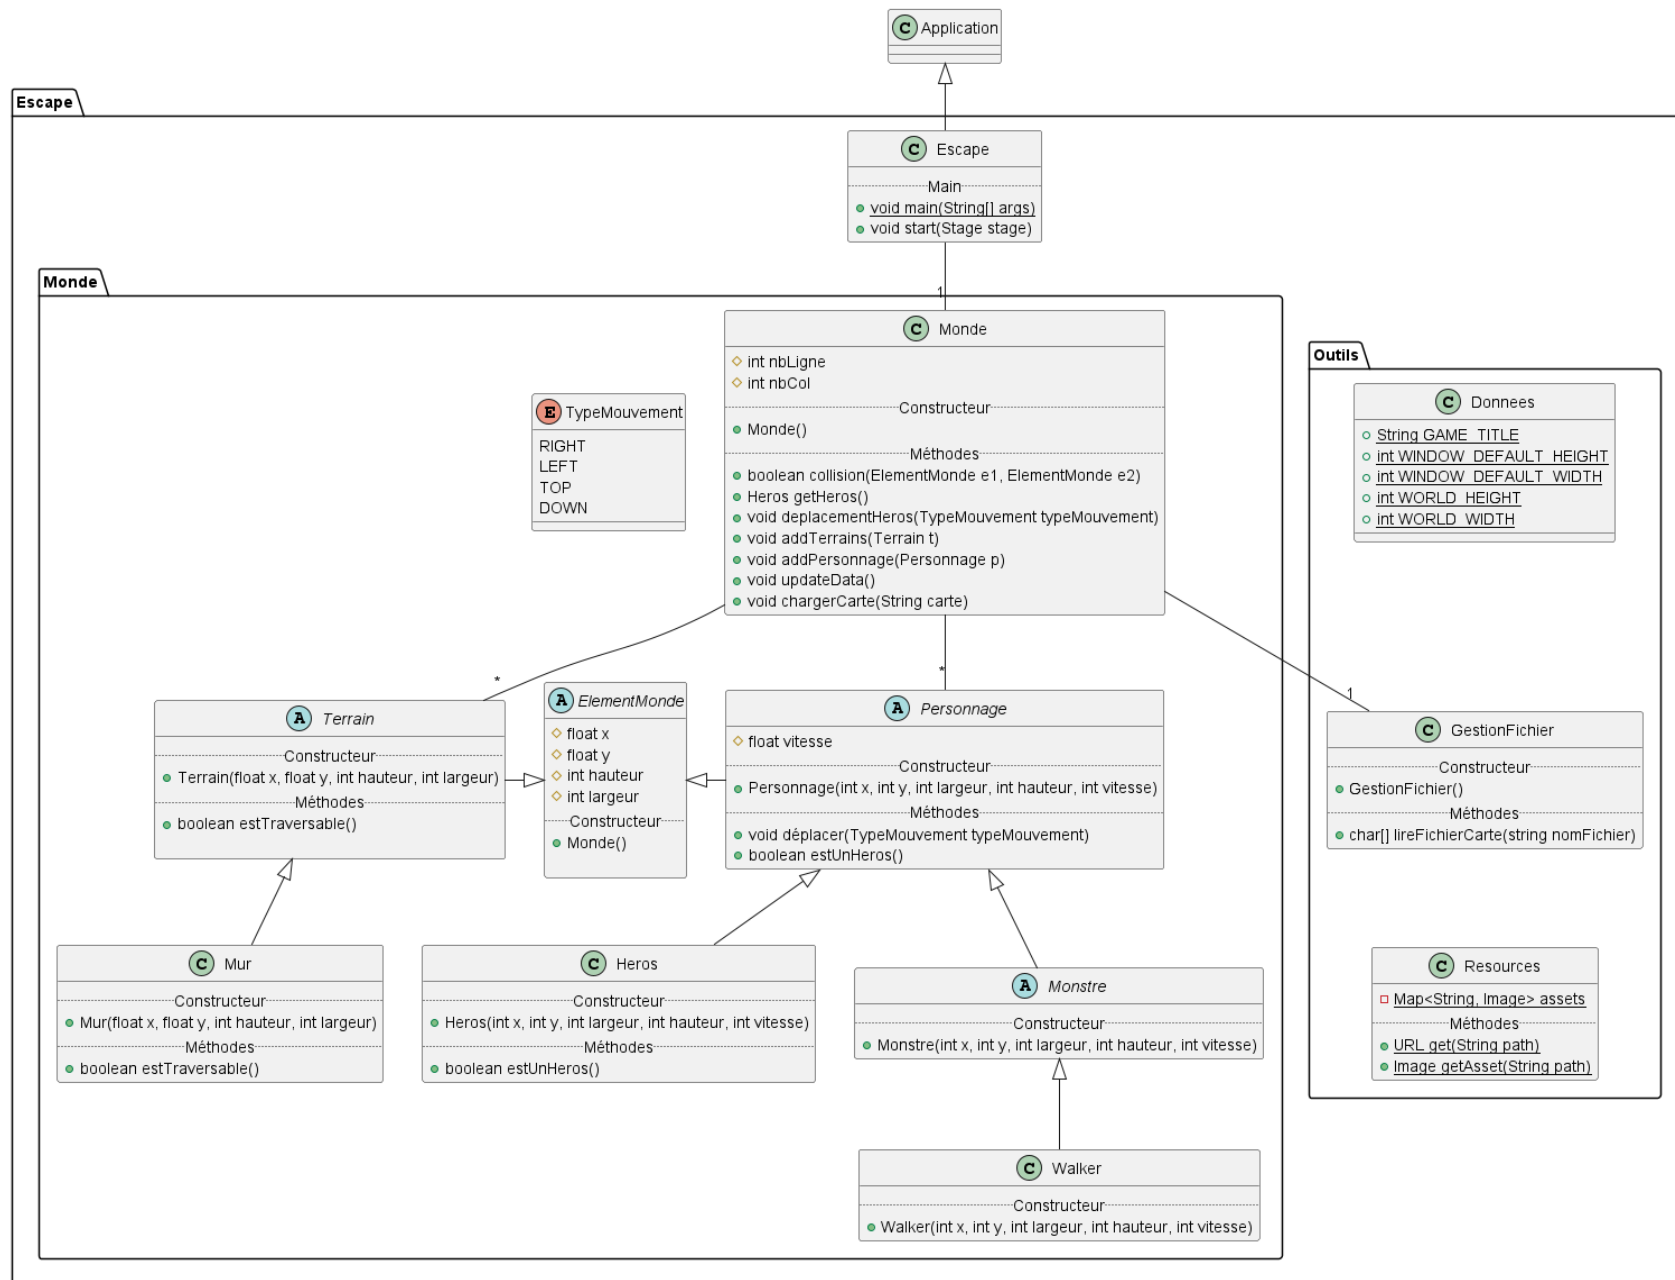 C Application
Escape
C Escape
Main
void main(String[] args)
void start(Stage stage)
Monde
1
C Monde
int nbLigne
int nbCol
Constructeur
Monde()
Méthodes
boolean collision(ElementMonde e1, ElementMonde e2)
Heros getHeros()
void deplacementHeros(TypeMouvement typeMouvement)
void addTerrains(Terrain t)
void addPersonnage(Personnage p)
void updateData()
void chargerCarte(String carte)
E TypeMouvement
RIGHT
LEFT
TOP
DOWN
Outils
C Donnees
String GAME_TITLE
int WINDOW_DEFAULT_HEIGHT
int WINDOW_DEFAULT_WIDTH
int WORLD_HEIGHT
int WORLD_WIDTH
*
*
1
A Terrain
Constructeur
Terrain(float x, float y, int hauteur, int largeur)
Méthodes
boolean estTraversable()
A ElementMonde
float x
float y
int hauteur
int largeur
Constructeur
Monde()
A Personnage
float vitesse
Constructeur
Personnage(int x, int y, int largeur, int hauteur, int vitesse)
Méthodes
void déplacer(TypeMouvement typeMouvement)
boolean estUnHeros()
C GestionFichier
Constructeur
GestionFichier()
Méthodes
char[] lireFichierCarte(string nomFichier)
C Mur
Constructeur
Mur(float x, float y, int hauteur, int largeur)
Méthodes
boolean estTraversable()
C Heros
Constructeur
Heros(int x, int y, int largeur, int hauteur, int vitesse)
Méthodes
boolean estUnHeros()
A Monstre
Constructeur
Monstre(int x, int y, int largeur, int hauteur, int vitesse)
C Resources
Map<String, Image> assets
Méthodes
URL get(String path)
Image getAsset(String path)
C Walker
Constructeur
Walker(int x, int y, int largeur, int hauteur, int vitesse)